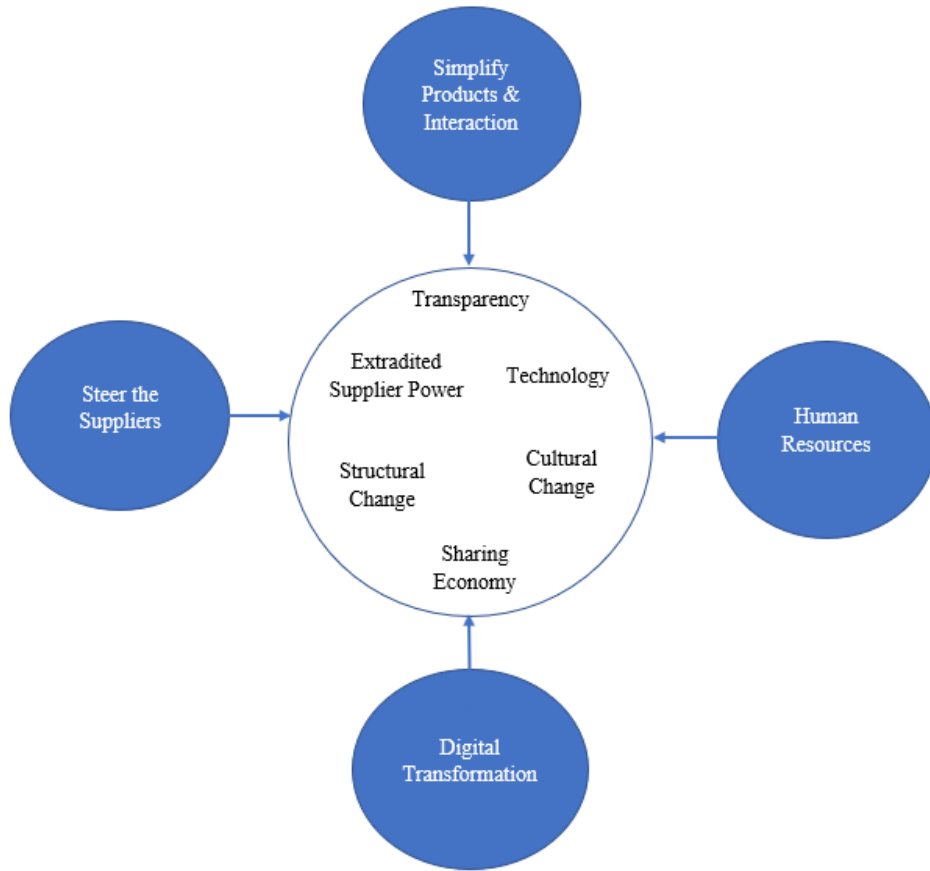 Simplify
Products &
Interaction
Transparency
Extradited
Supplier Power
Technology
Steer the
Suppliers
Human
Resources
Structural
Change
Cultural
Change
Sharing
Economy
Digital
Transformation